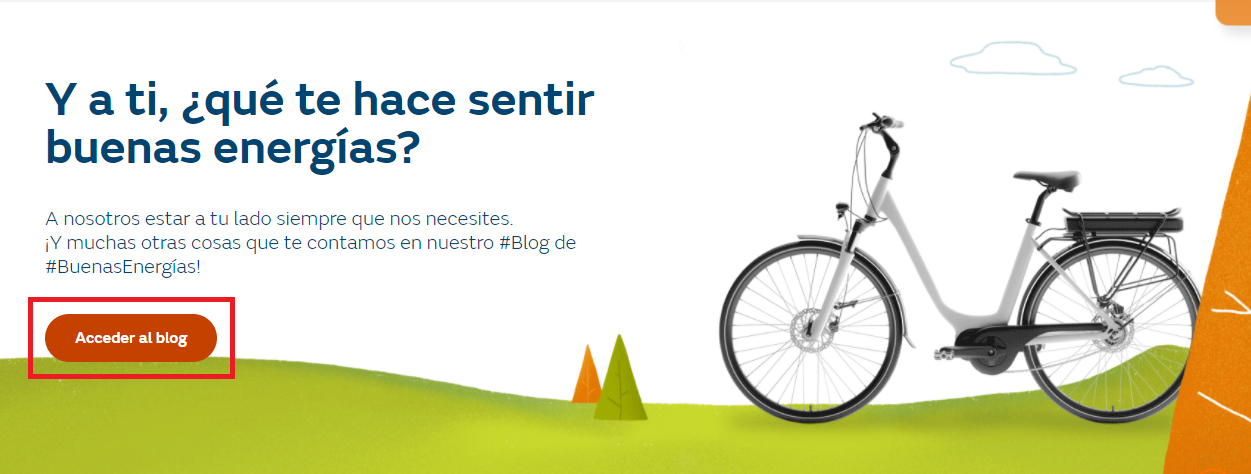 Y a ti, ¿qué te hace sentir
buenas energías?
A nosotros estar a tu lado siempre que nos necesites.
¡Y muchas otras cosas que te contamos en nuestro #Blog de
#BuenasEnergías!
Acceder al blog